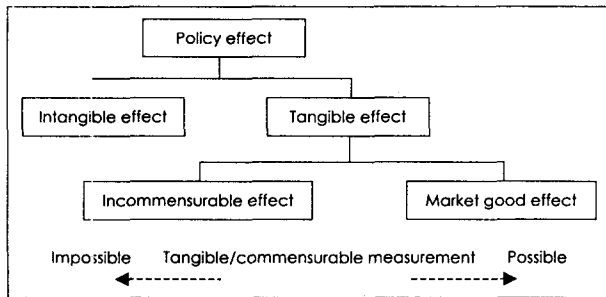 Policy effect
Intangible effect Tangible effect
Incommensurable effect Market good effect
Impossible Tangible/commensurable measurement Possible